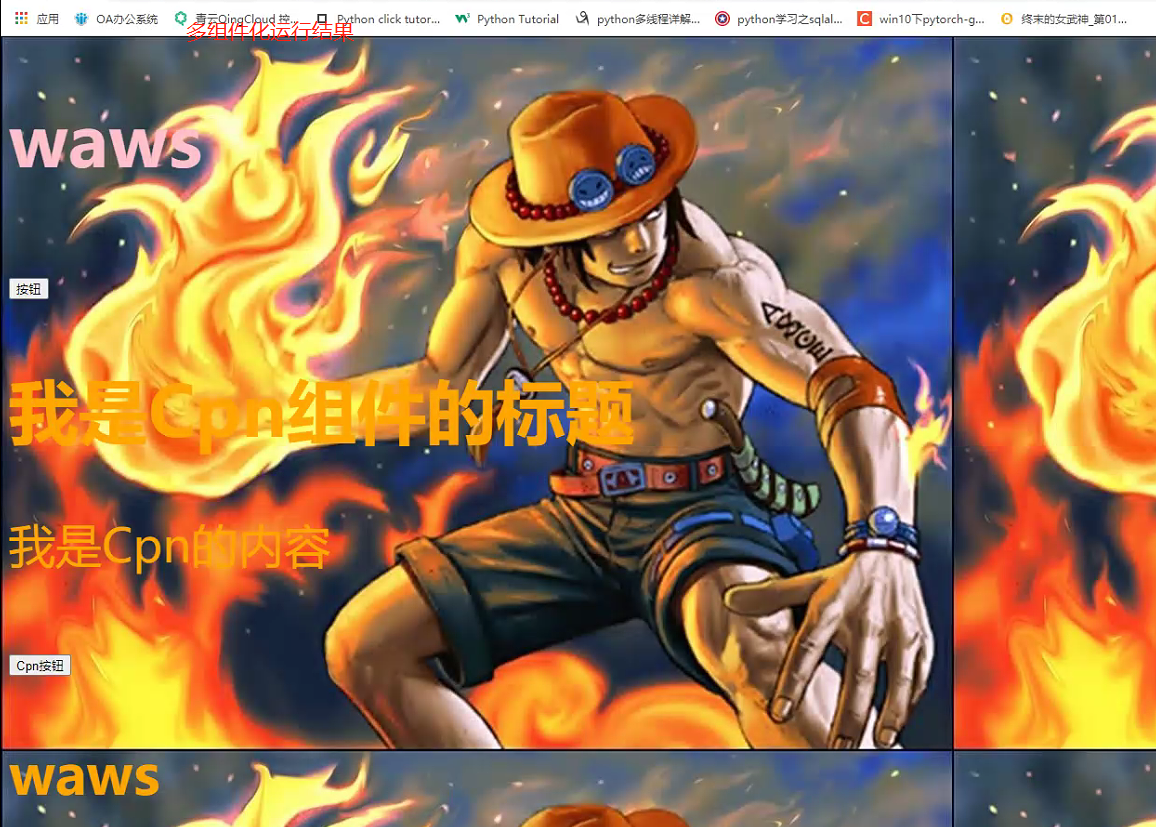 应用 OA办公系统 青云QingCloud 控... Python click tutor... Python Tutorial python多线程详解... python学习之sqlal... win10下pytorch-g... 终末的女武神_第01...
多组件化运行结果
waws
按钮
ASCE
我是Cpn组件的标题
我是Cpn的内容
Cpn按钮
waws